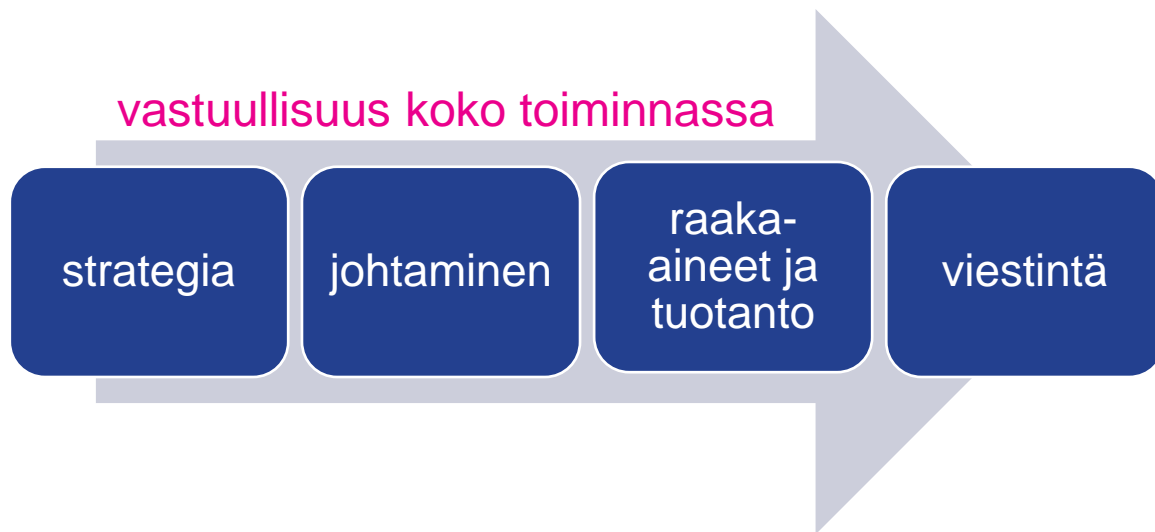 vastuullisuus koko toiminnassa
strategia
johtaminen
raaka-
aineet ja
tuotanto
viestintä